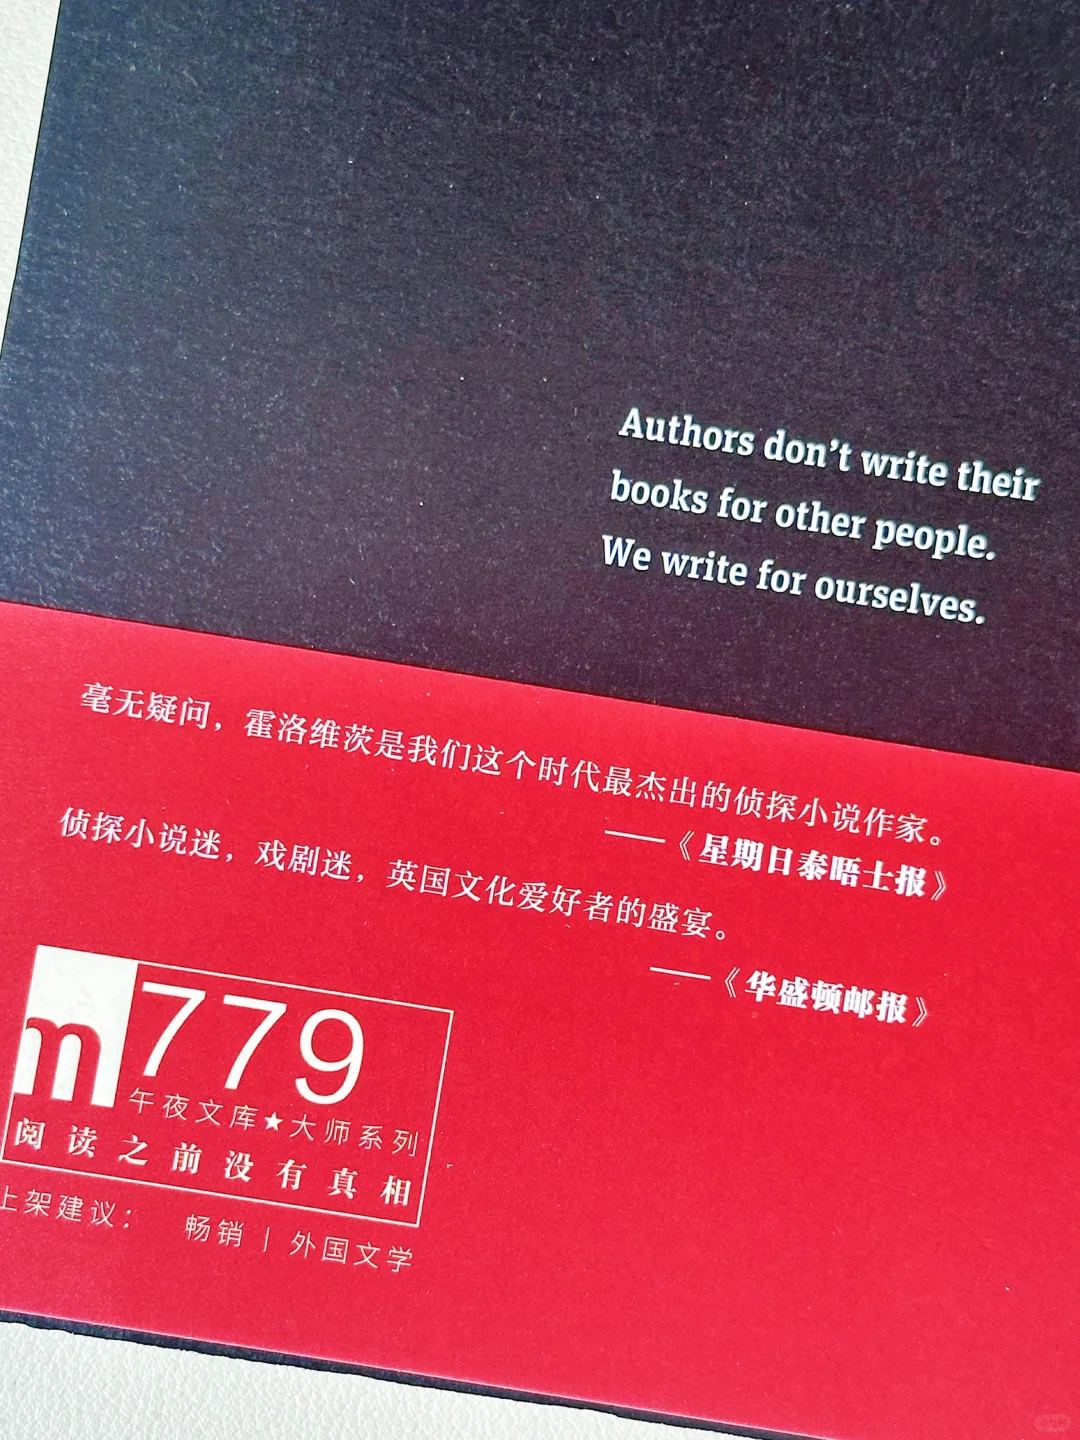 Authors don't write their
books for other people.
We write for ourselves.
毫无疑问，霍洛维茨是我们这个时代最杰出的侦探小说作家。
——《星期日泰晤士报》
侦探小说迷，戏剧迷，英国文化爱好者的盛宴。
——《华盛顿邮报》
m 779
午夜文库★大师系列
阅读之前没有真相
上架建议： 畅销 | 外国文学
小红书